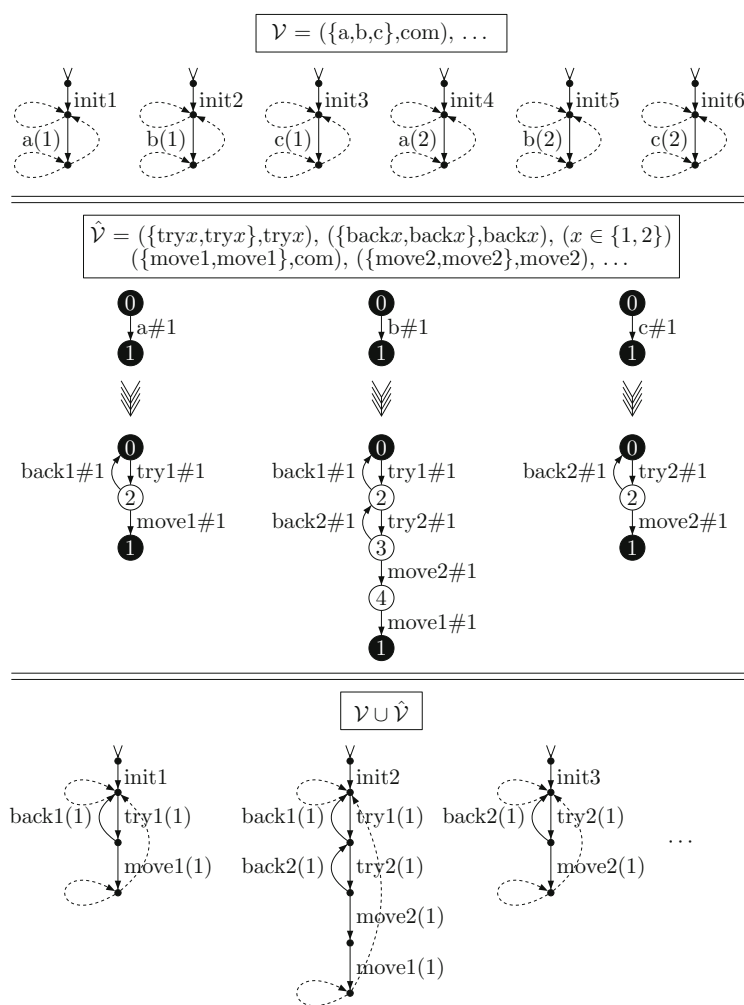 𝒱 = ({a,b,c},com), ...
init1 init2 init3 init4 init5 init6
a(1) b(1) c(1) a(2) b(2) c(2)
𝒱̂ = ({tryx,tryx},tryx), ({backx,backx},backx), (x ∈ {1, 2})
({move1,move1},com), ({move2,move2},move2), ...
0 0 0
a#1 b#1 c#1
1 1 1
0 0 0
back1#1 try1#1 back1#1 try1#1 back2#1 try2#1
2 2 2
move1#1 back2#1 try2#1 move2#1
1 3 1
move2#1
4
move1#1
1
𝒱 ∪ 𝒱̂
init1 init2 init3
back1(1) try1(1) back1(1) try1(1) back2(1) try2(1)
...
move1(1) back2(1) try2(1) move2(1)
move2(1)
move1(1)